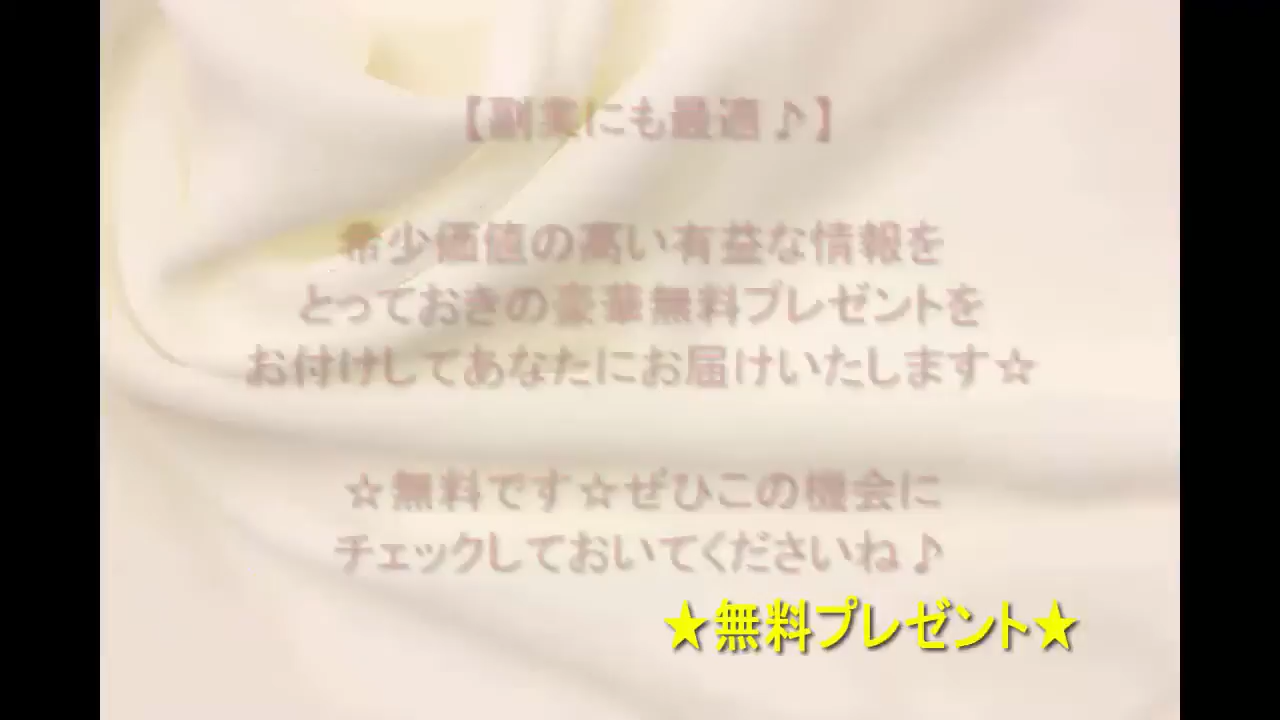 【副業にも最適♪】
希少価値の高い有益な情報を
とっておきの豪華無料プレゼントを
お付けしてあなたにお届けいたします☆
☆無料です☆ぜひこの機会に
チェックしておいてくださいね♪
★無料プレゼント★